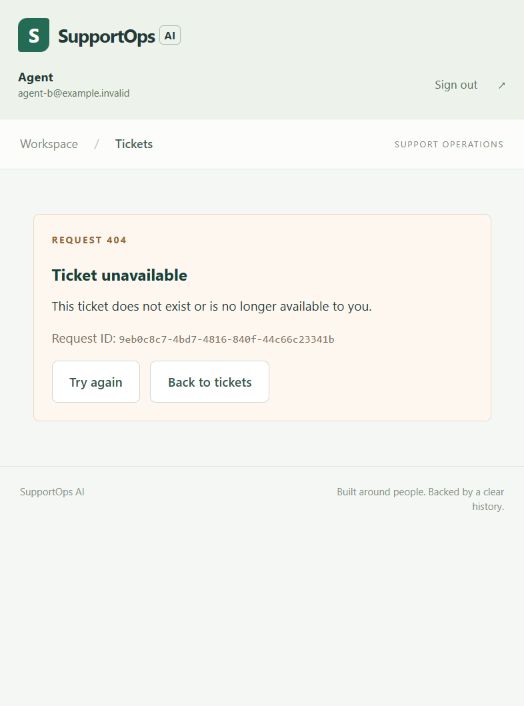 S SupportOps AI
Agent
agent-b@example.invalid
Sign out ↗
Workspace / Tickets
SUPPORT OPERATIONS
REQUEST 404
Ticket unavailable
This ticket does not exist or is no longer available to you.
Request ID: 9eb0c8c7-4bd7-4816-840f-44c66c23341b
Try again
Back to tickets
SupportOps AI
Built around people. Backed by a clear
history.